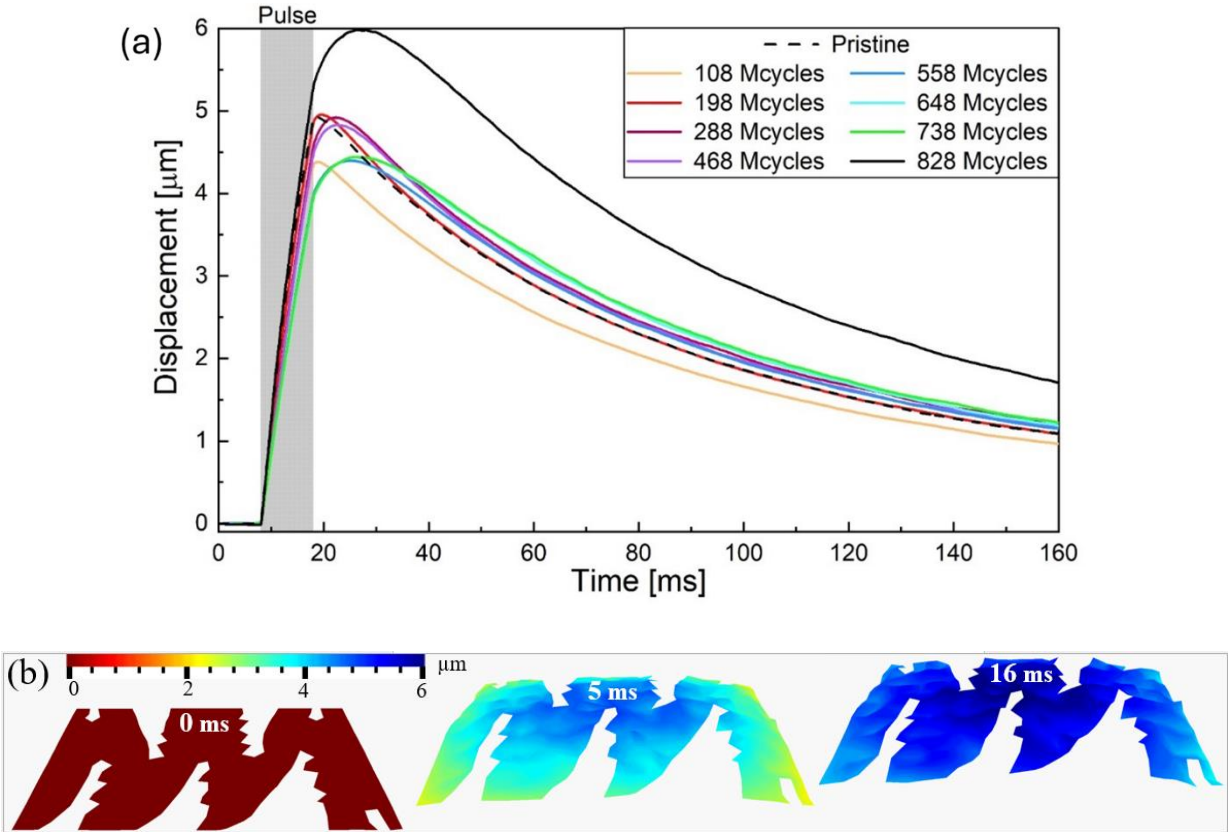 Pulse
(a)
Displacement [μm]
6
5
4
3
2
1
0
Pristine
108 Mcycles
198 Mcycles
288 Mcycles
468 Mcycles
558 Mcycles
648 Mcycles
738 Mcycles
828 Mcycles
0 20 40 60 80 100 120 140 160
Time [ms]
(b)
μm
0 2 4 6
0 ms
5 ms
16 ms